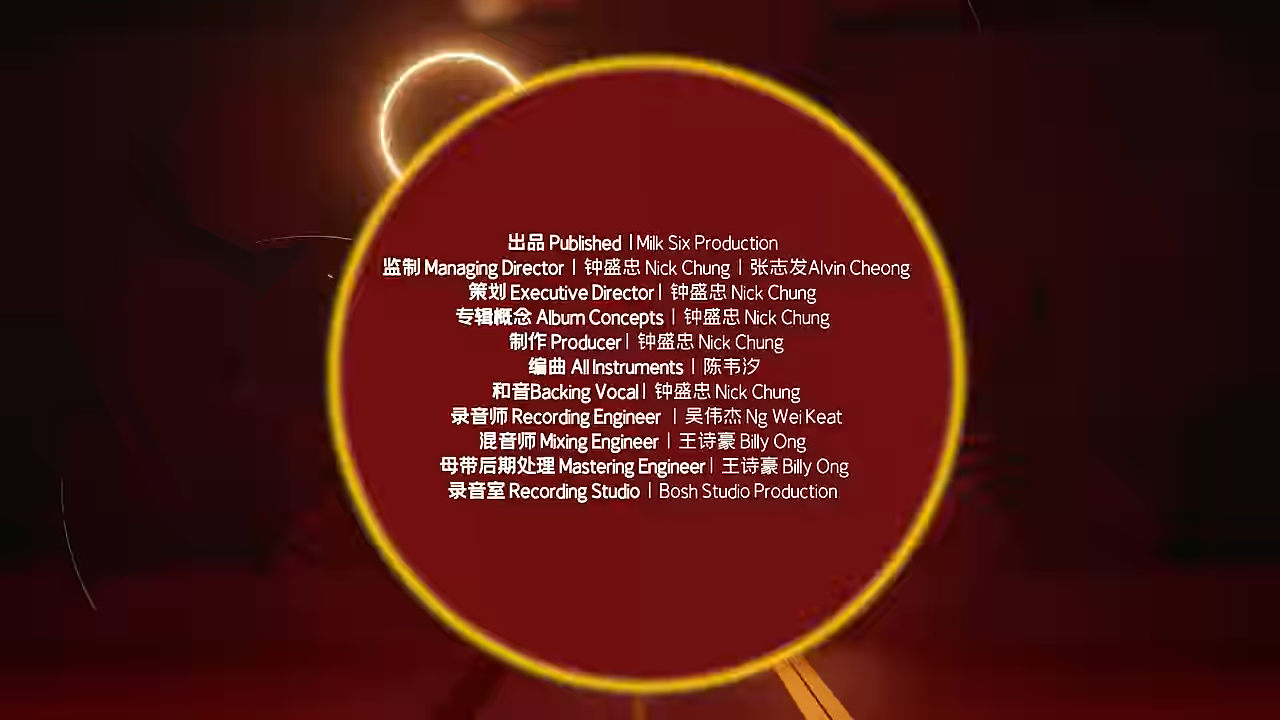 出品 Published | Milk Six Production
监制 Managing Director | 钟盛忠 Nick Chung | 张志发Alvin Cheong
策划 Executive Director | 钟盛忠 Nick Chung
专辑概念 Album Concepts | 钟盛忠 Nick Chung
制作 Producer | 钟盛忠 Nick Chung
编曲 All Instruments | 陈韦汐
和音Backing Vocal | 钟盛忠 Nick Chung
录音师 Recording Engineer | 吴伟杰 Ng Wei Keat
混音师 Mixing Engineer | 王诗豪 Billy Ong
母带后期处理 Mastering Engineer | 王诗豪 Billy Ong
录音室 Recording Studio | Bosh Studio Production